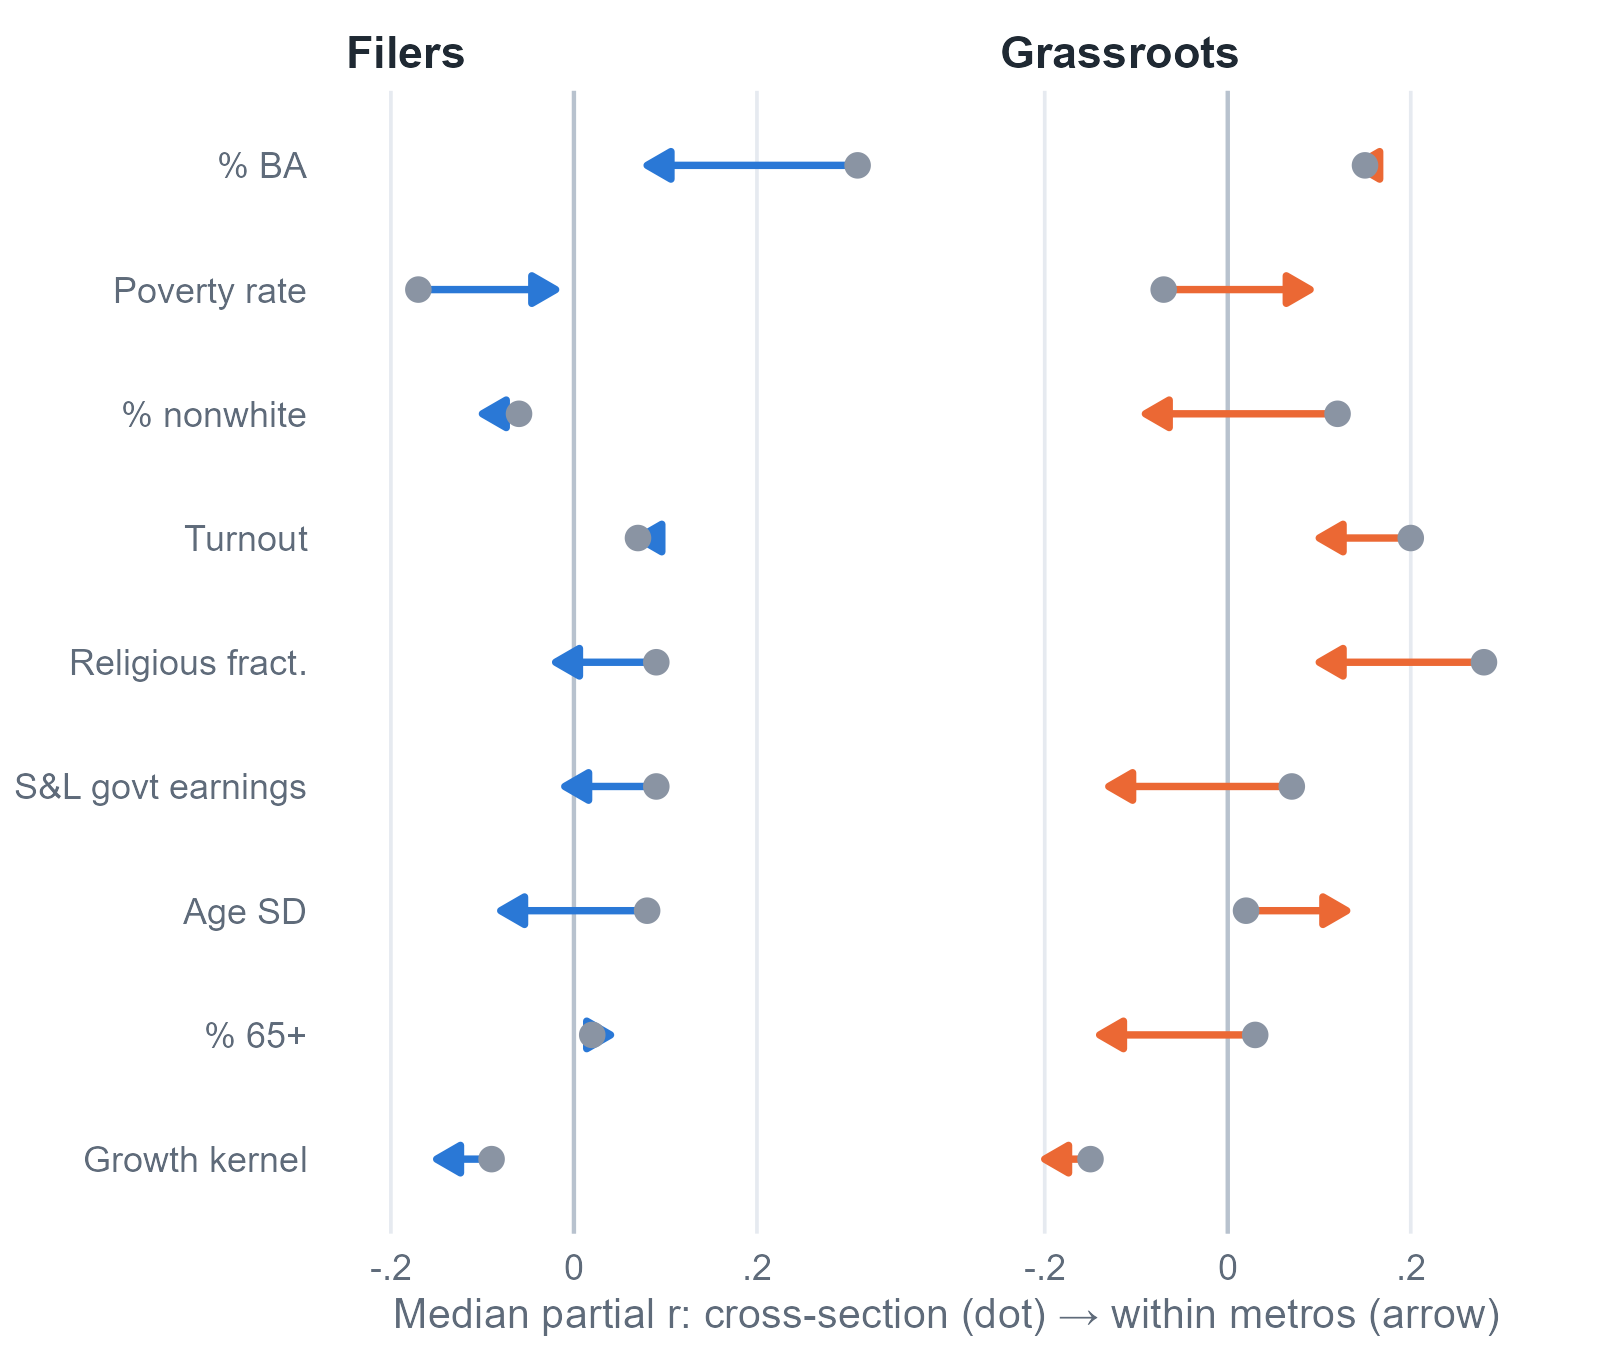 Filers
Grassroots
% BA
Poverty rate
% nonwhite
Turnout
Religious fract.
S&L govt earnings
Age SD
% 65+
Growth kernel
-.2 0 .2
-.2 0 .2
Median partial r: cross-section (dot) → within metros (arrow)